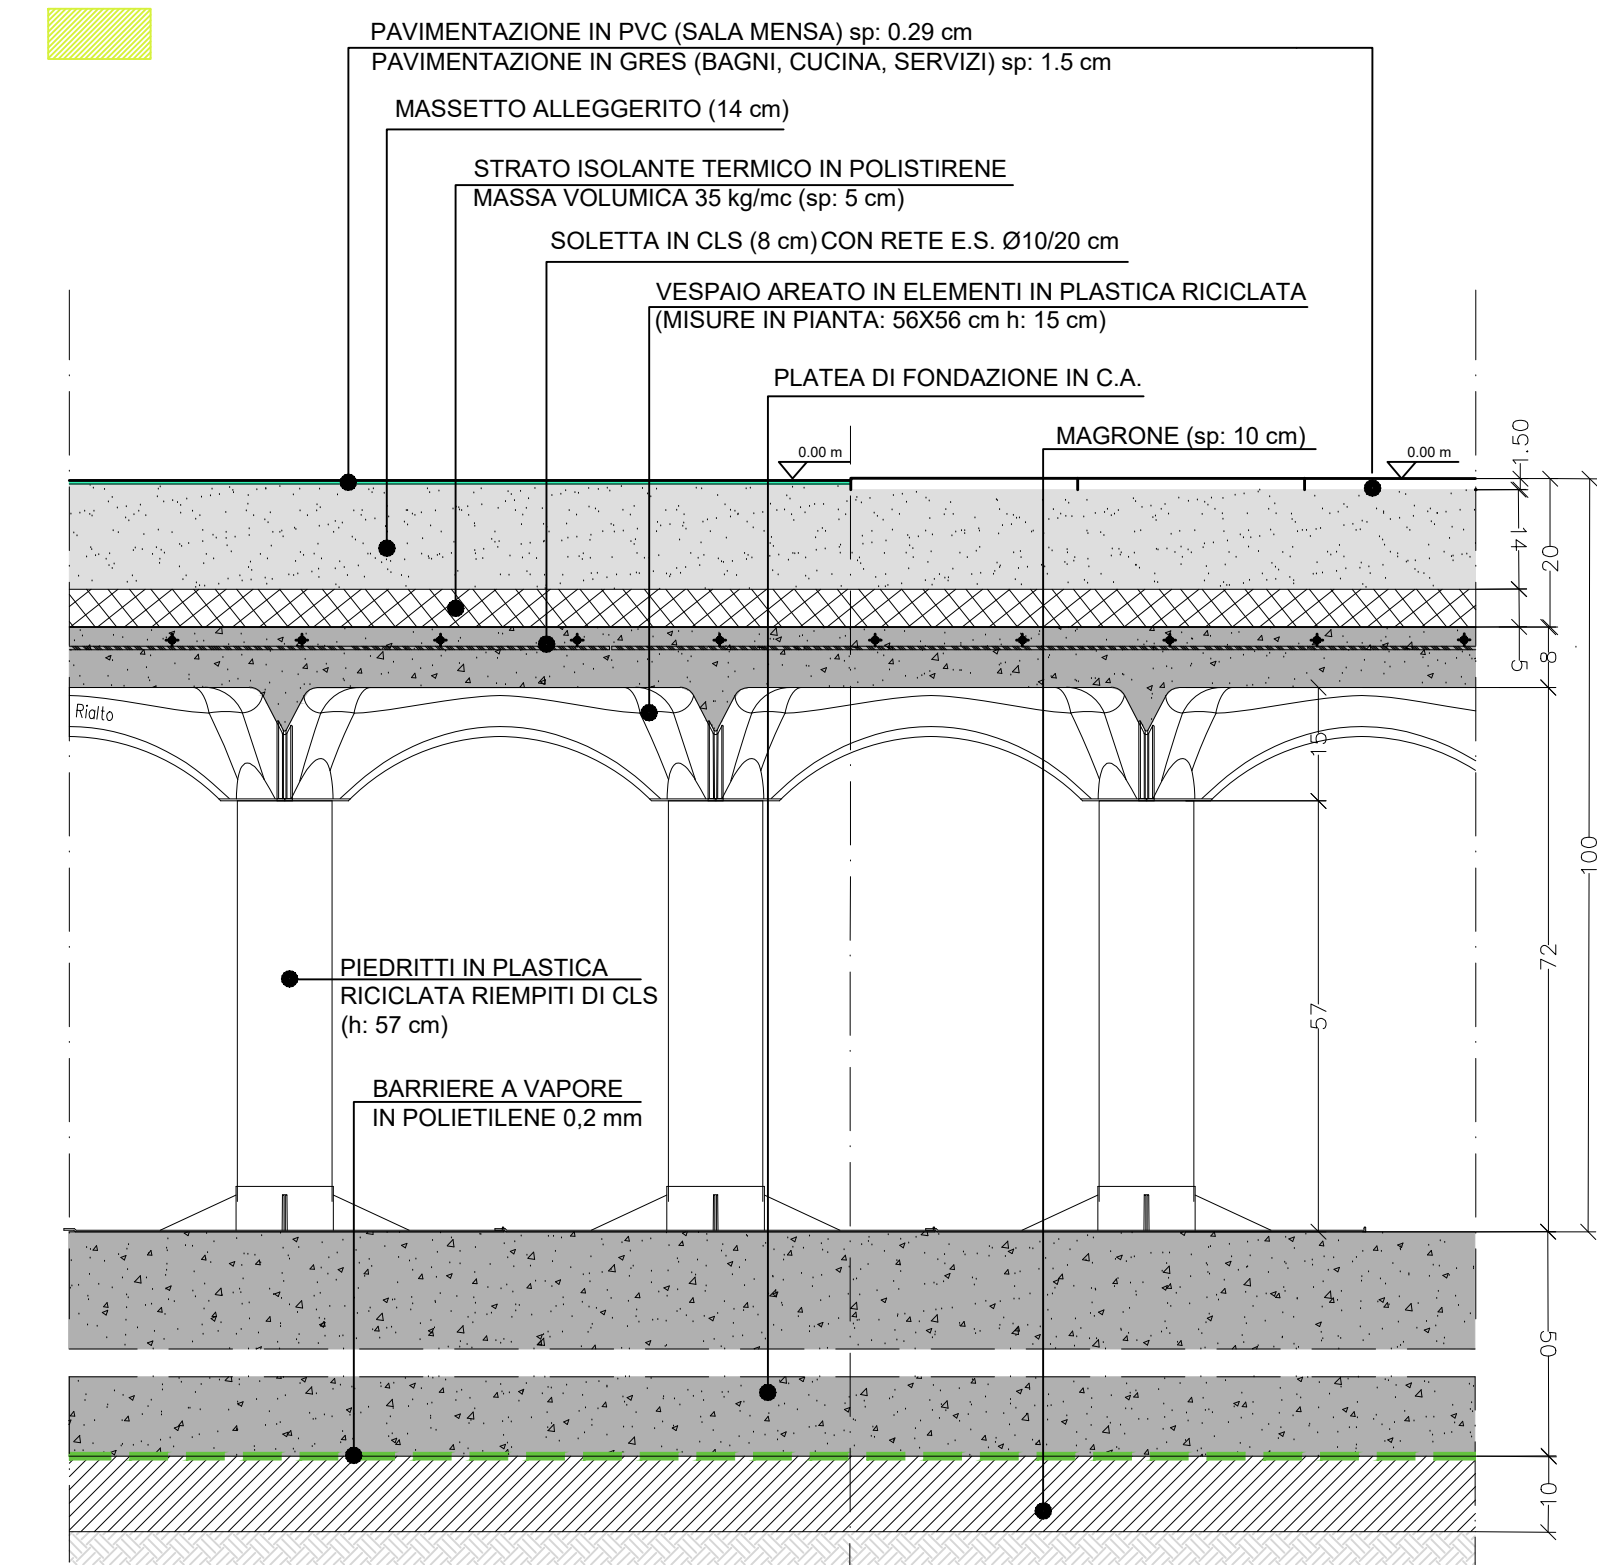 PAVIMENTAZIONE IN PVC (SALA MENSA) sp: 0.29 cm
PAVIMENTAZIONE IN GRES (BAGNI, CUCINA, SERVIZI) sp: 1.5 cm
MASSETTO ALLEGGERITO (14 cm)
STRATO ISOLANTE TERMICO IN POLISTIRENE
MASSA VOLUMICA 35 kg/mc (sp: 5 cm)
SOLETTA IN CLS (8 cm) CON RETE E.S. Ø10/20 cm
VESPAIO AREATO IN ELEMENTI IN PLASTICA RICICLATA
(MISURE IN PIANTA: 56X56 cm h: 15 cm)
PLATEA DI FONDAZIONE IN C.A.
MAGRONE (sp: 10 cm)
0.00 m
0.00 m
1.50
14
20
5
8
Rialto
15
100
72
57
PIEDRITTI IN PLASTICA
RICICLATA RIEMPITI DI CLS
(h: 57 cm)
BARRIERE A VAPORE
IN POLIETILENE 0,2 mm
50
10